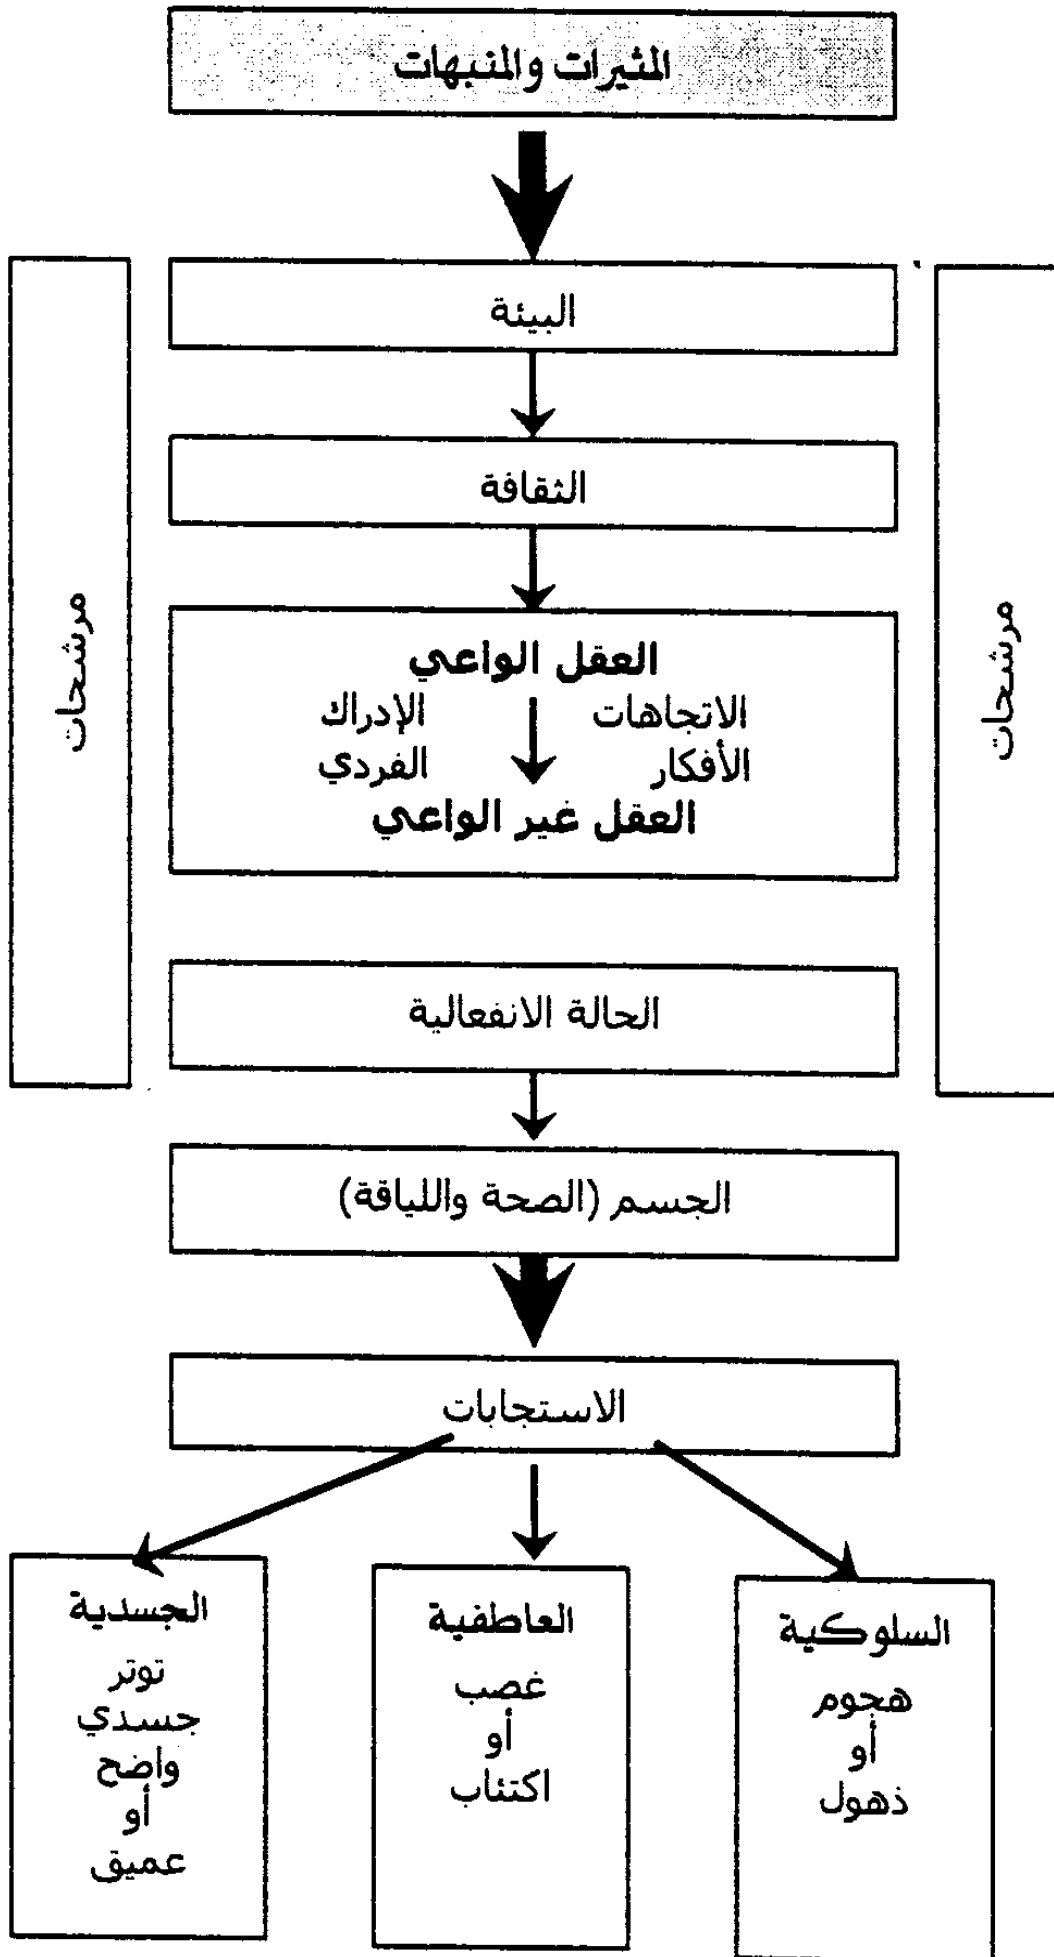 المثيرات والمنبهات
البيئة
الثقافة
مرشحات
مرشحات
العقل الواعي
الاتجاهات الإدراك
الأفكار الفردي
العقل غير الواعي
الحالة الانفعالية
الجسم (الصحة واللياقة)
الاستجابات
السلوكية
هجوم
أو
ذهول
العاطفية
غصب
أو
اكتئاب
الجسدية
توتر
جسدي
واضح
أو
عميق